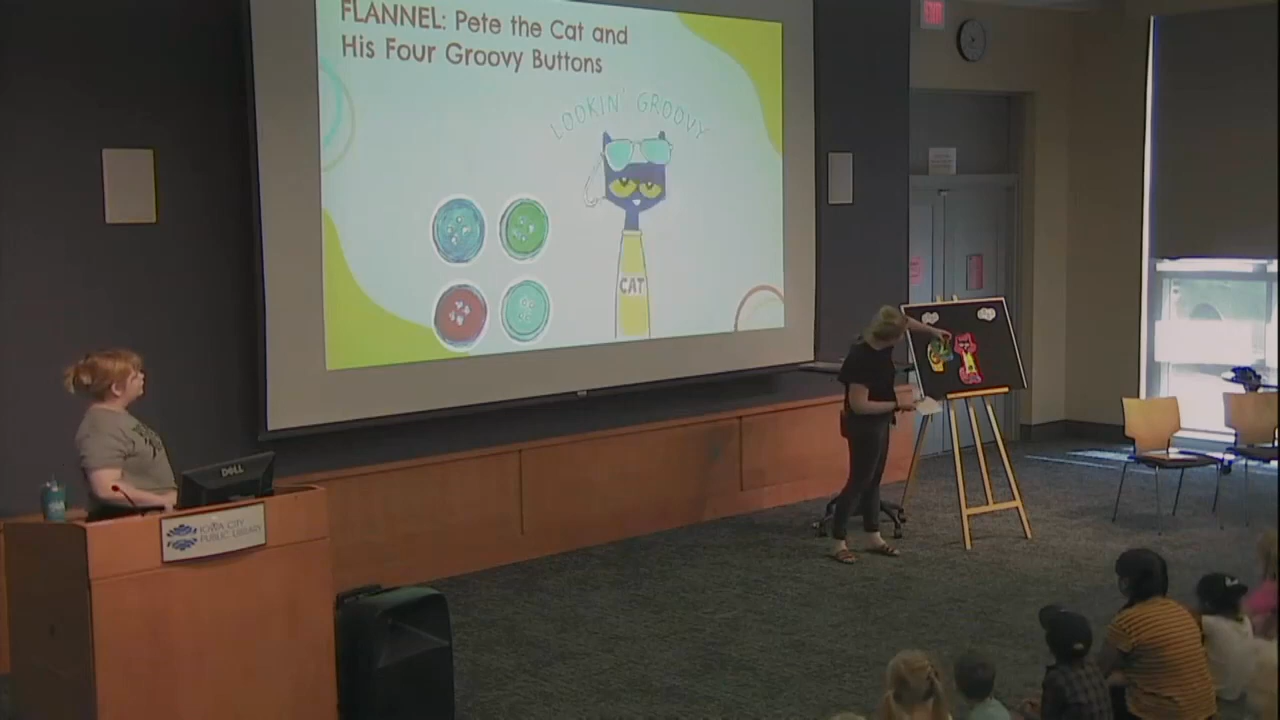 FLANNEL: Pete the Cat and
His Four Groovy Buttons
LOOKIN' GROOVY
CAT
EXIT
DELL
IOWA CITY
PUBLIC LIBRARY